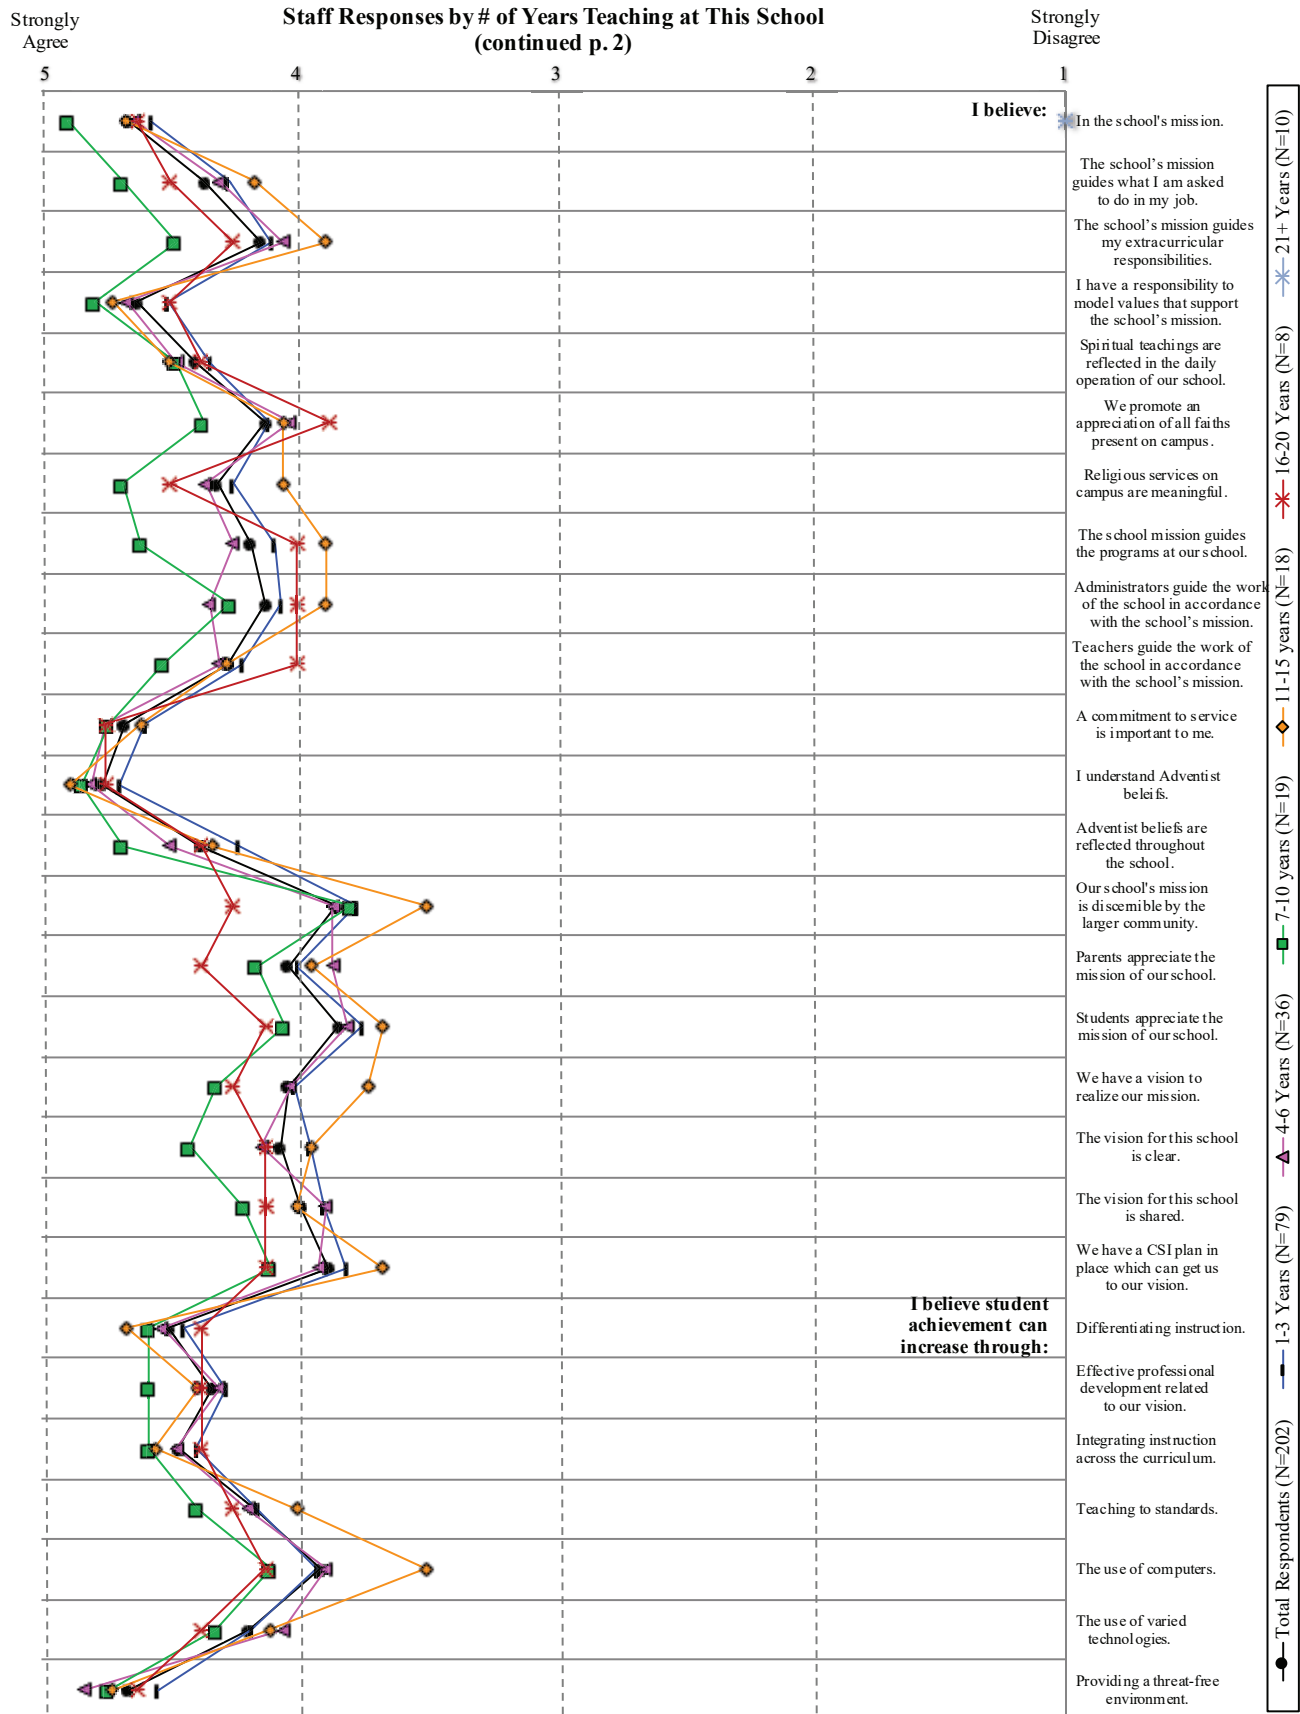 Strongly
Agree
Staff Responses by # of Years Teaching at This School
(continued p. 2)
Strongly
Disagree
5
4
3
2
1
I believe:
In the school's mission.
The school’s mission
guides what I am asked
to do in my job.
The school’s mission guides
my extracurricular
responsibilities.
I have a responsibility to
model values that support
the school’s mission.
Spiritual teachings are
reflected in the daily
operation of our school.
We promote an
appreciation of all faiths
present on campus.
Religious services on
campus are meaningful.
The school mission guides
the programs at our school.
Administrators guide the work
of the school in accordance
with the school’s mission.
Teachers guide the work of
the school in accordance
with the school’s mission.
A commitment to service
is important to me.
I understand Adventist
beleifs.
Adventist beliefs are
reflected throughout
the school.
Our school's mission
is discernible by the
larger community.
Parents appreciate the
mission of our school.
Students appreciate the
mission of our school.
We have a vision to
realize our mission.
The vision for this school
is clear.
The vision for this school
is shared.
We have a CSI plan in
place which can get us
to our vision.
I believe student
achievement can
increase through:
Differentiating instruction.
Effective professional
development related
to our vision.
Integrating instruction
across the curriculum.
Teaching to standards.
The use of computers.
The use of varied
technologies.
Providing a threat-free
environment.
Total Respondents (N=202)
1-3 Years (N=79)
4-6 Years (N=36)
7-10 years (N=19)
11-15 years (N=18)
16-20 Years (N=8)
21+ Years (N=10)